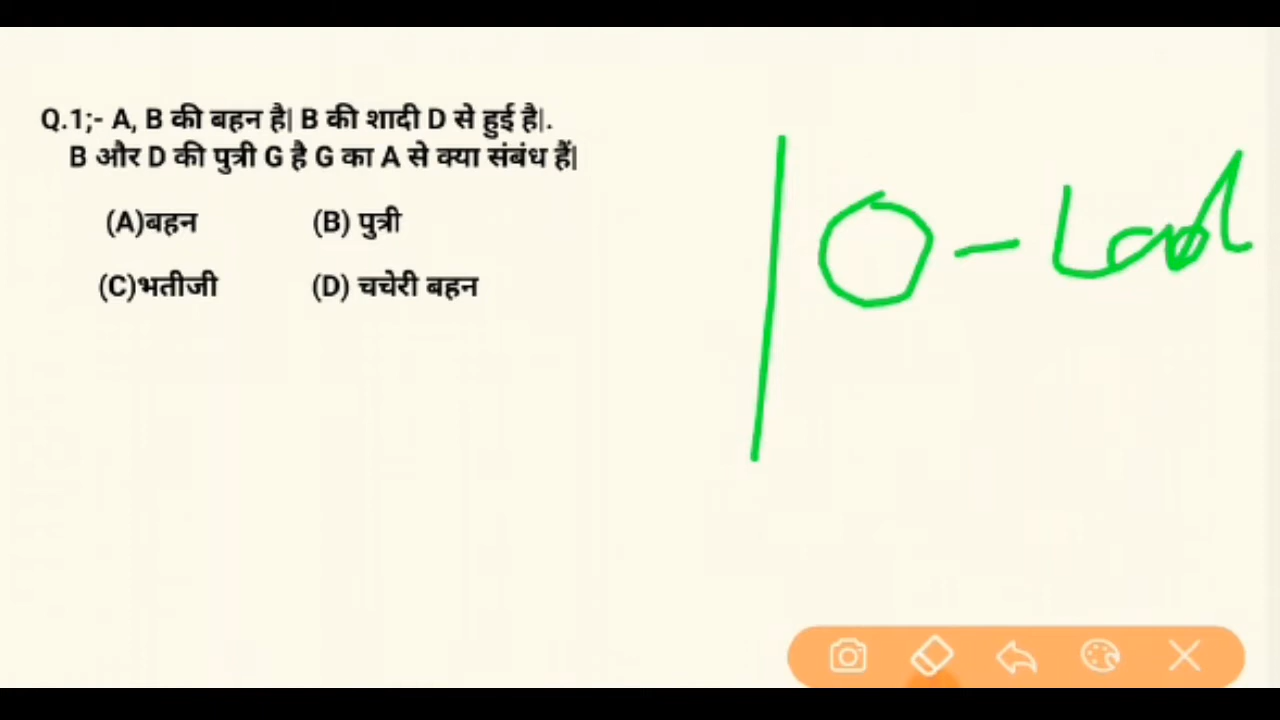 Q.1;- A, B की बहन है| B की शादी D से हुई है|.
B और D की पुत्री G है G का A से क्या संबंध हैं|
(A)बहन (B) पुत्री
(C)भतीजी (D) चचेरी बहन